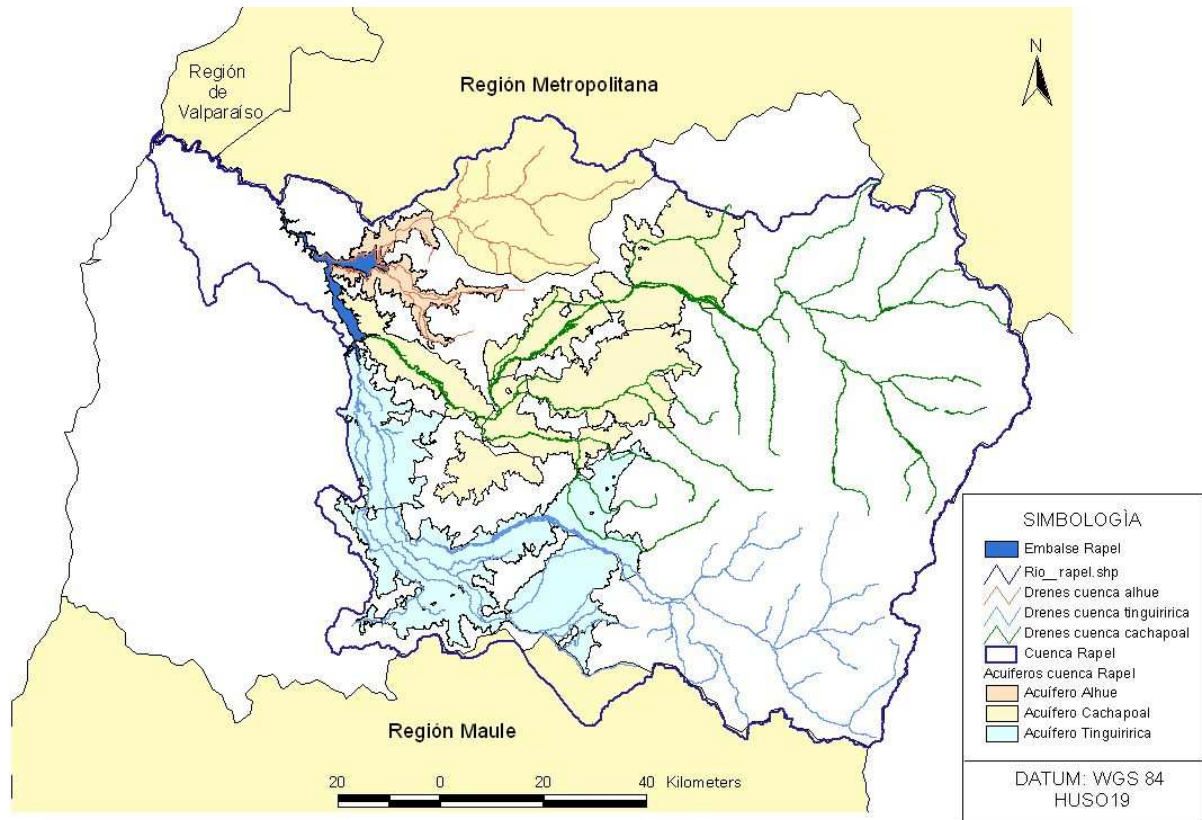 Región
de
Valparaíso
Región Metropolitana
N
Región Maule
20 0 20 40 Kilometers
SIMBOLOGÌA
Embalse Rapel
Rio_rapel.shp
Drenes cuenca alhue
Drenes cuenca tinguiririca
Drenes cuenca cachapoal
Cuenca Rapel
Acuiferos cuenca Rapel
Acuífero Alhue
Acuífero Cachapoal
Acuífero Tinguiririca
DATUM: WGS 84
HUSO19